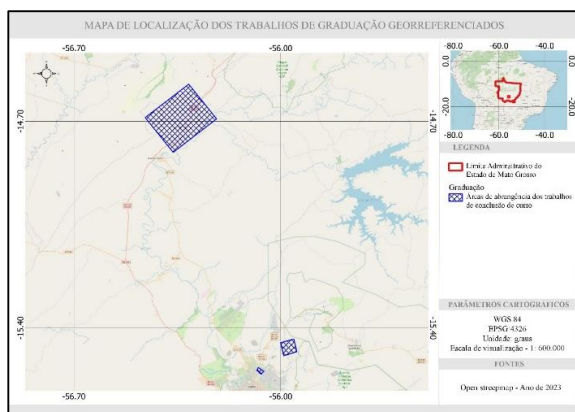 MAPA DE LOCALIZAÇÃO DOS TRABALHOS DE GRADUAÇÃO GEORREFERENCIADOS
-56.70
-56.00
-14.70
-14.70
-15.40
-15.40
-56.70
-56.00
-80.0
-60.0
-40.0
0.0
0.0
-20.0
-20.0
-80.0
-60.0
-40.0
LEGENDA
Limite Administrativo do
Estado de Mato Grosso
Graduação
Áreas de abrangência dos trabalhos
de conclusão de curso
PARÂMETROS CARTOGRÁFICOS
WGS 84
EPSG 4326
Unidade: graus
Escala de visualização - 1: 600.000
FONTES
Open streepmap - Ano de 2023